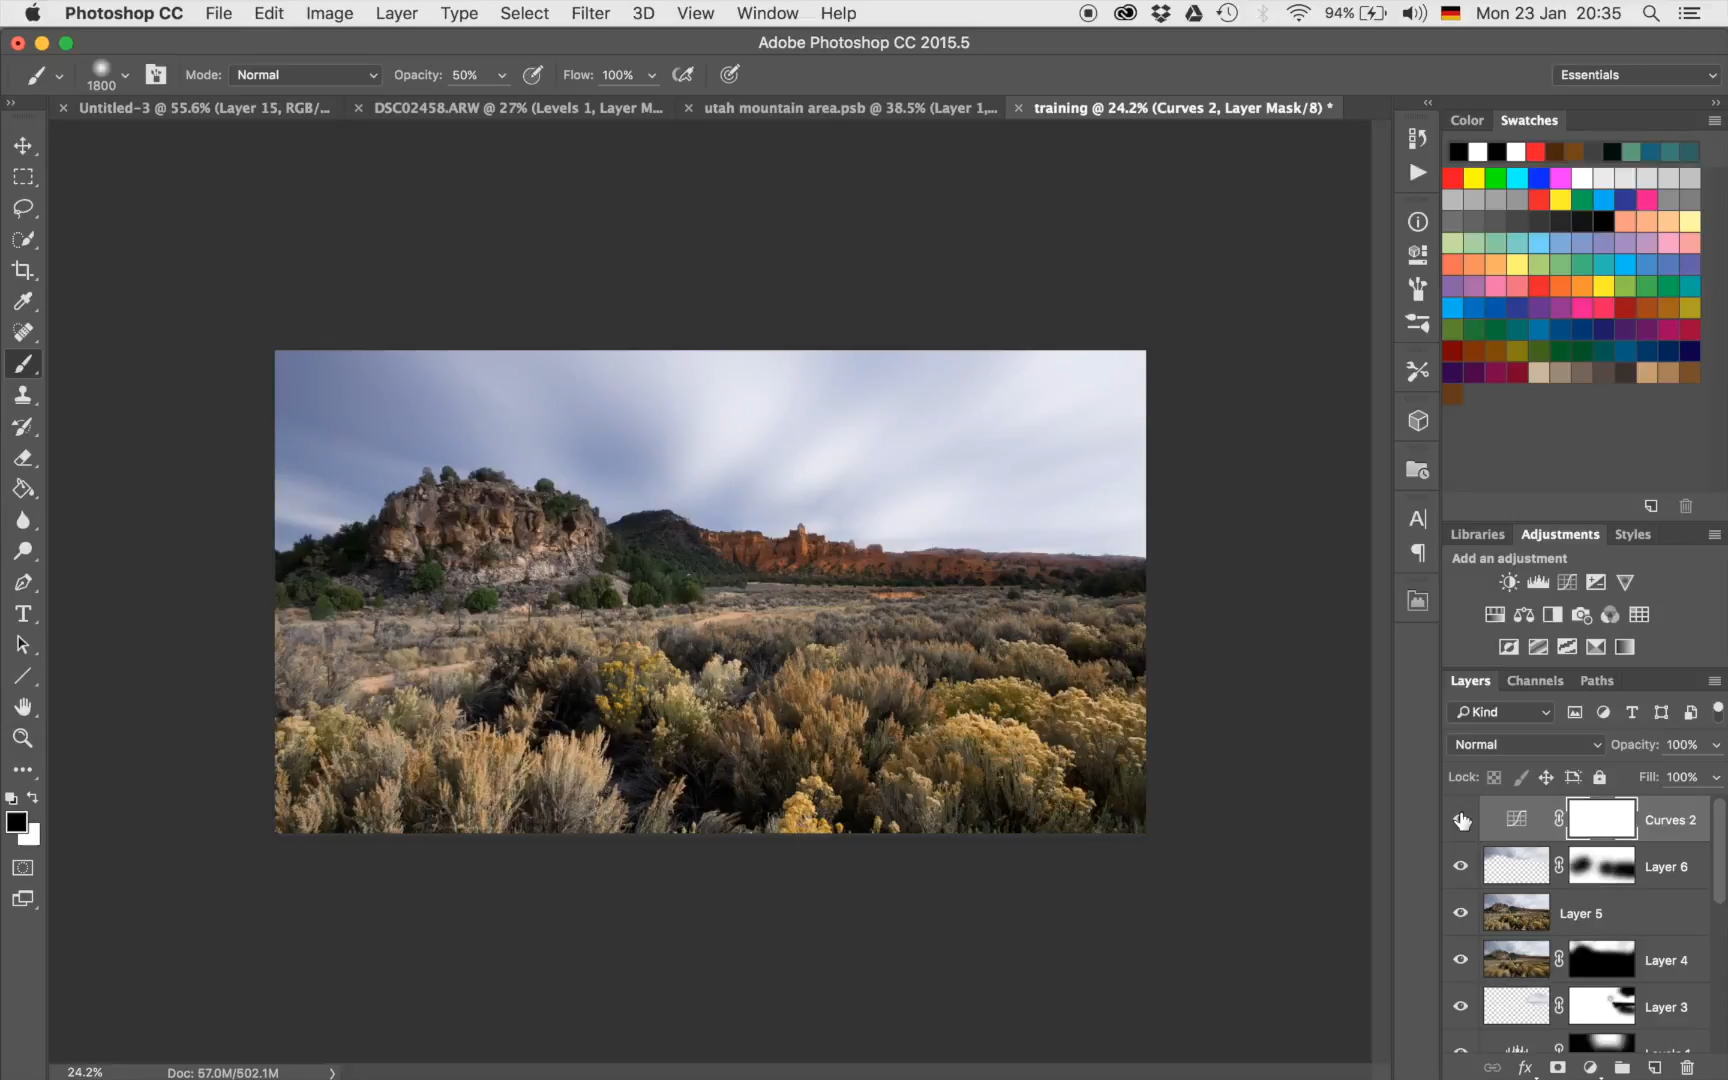 Photoshop CC File Edit Image Layer Type Select Filter 3D View Window Help 94% Mon 23 Jan 20:35
Adobe Photoshop CC 2015.5
1800 Mode: Normal Opacity: 50% Flow: 100% Essentials
Untitled-3 @ 55.6% (Layer 15, RGB/... DSC02458.ARW @ 27% (Levels 1, Layer M... utah mountain area.psb @ 38.5% (Layer 1,... training @ 24.2% (Curves 2, Layer Mask/8) *
Color Swatches
Libraries Adjustments Styles
Add an adjustment
Layers Channels Paths
Kind
Normal Opacity: 100%
Lock: Fill: 100%
Curves 2
Layer 6
Layer 5
Layer 4
Layer 3
24.2% Doc: 57.0M/502.1M